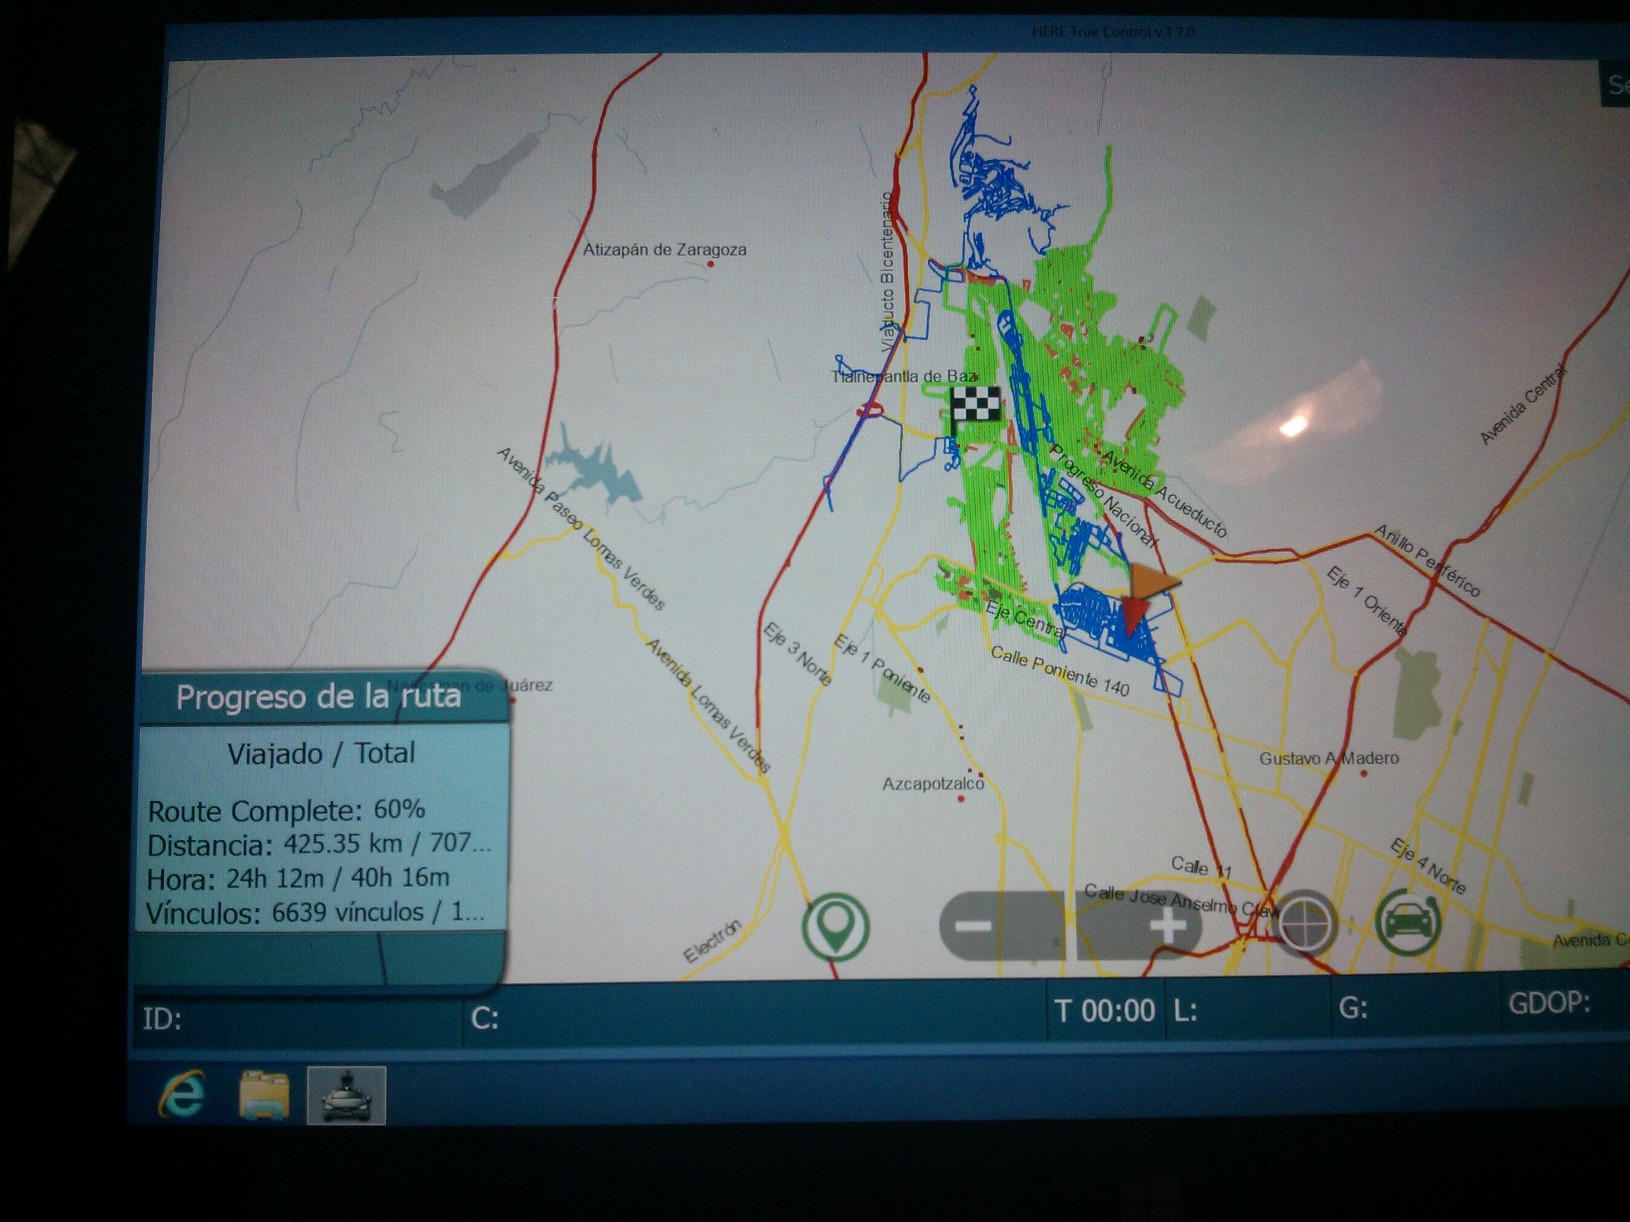 HERE True Control v.1.7.0
Se
Atizapán de Zaragoza
Viaducto Bicentenario
Tlalnepantla de Baz
Avenida Central
Avenida Paseo Lomas Verdes
Avenida Acueducto
Progreso Nacional
Anillo Periférico
Eje 1 Oriente
Eje Central
Eje 3 Norte
Eje 1 Poniente
Calle Poniente 140
Avenida Lomas Verdes
Naucalpan de Juárez
Progreso de la ruta
Viajado / Total
Route Complete: 60%
Distancia: 425.35 km / 707...
Hora: 24h 12m / 40h 16m
Vínculos: 6639 vínculos / 1...
Gustavo A Madero
Azcapotzalco
Eje 4 Norte
Calle 11
Calle Jose Anselmo Clav
Electrón
Avenida C
ID:
C:
T 00:00
L:
G:
GDOP: